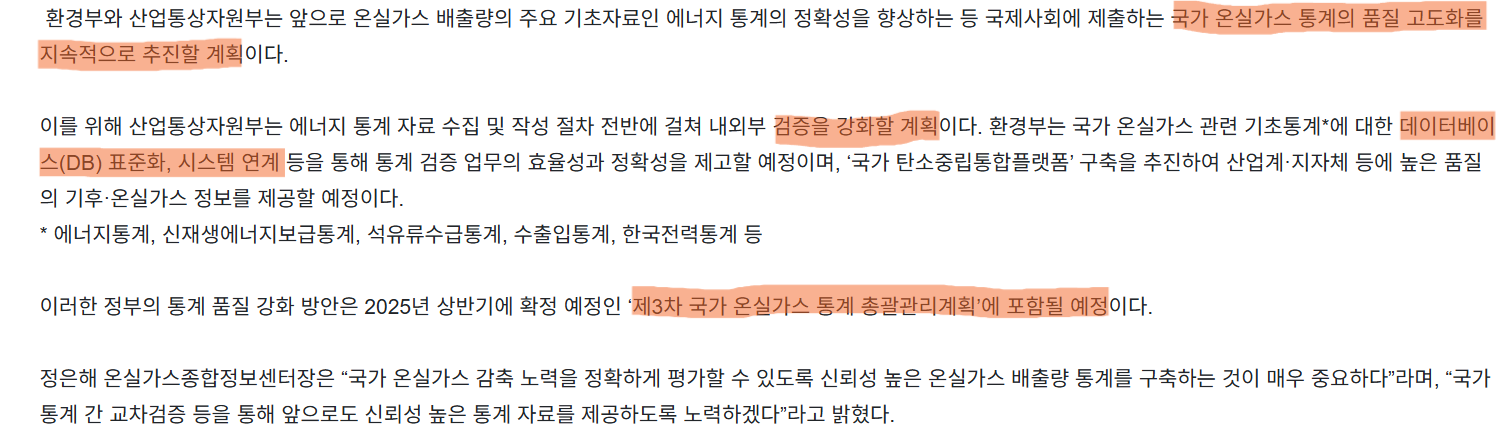 환경부와 산업통상자원부는 앞으로 온실가스 배출량의 주요 기초자료인 에너지 통계의 정확성을 향상하는 등 국제사회에 제출하는 국가 온실가스 통계의 품질 고도화를
지속적으로 추진할 계획이다.
이를 위해 산업통상자원부는 에너지 통계 자료 수집 및 작성 절차 전반에 걸쳐 내외부 검증을 강화할 계획이다. 환경부는 국가 온실가스 관련 기초통계*에 대한 데이터베이
스(DB) 표준화, 시스템 연계 등을 통해 통계 검증 업무의 효율성과 정확성을 제고할 예정이며, ‘국가 탄소중립통합플랫폼’ 구축을 추진하여 산업계·지자체 등에 높은 품질
의 기후·온실가스 정보를 제공할 예정이다.
* 에너지통계, 신재생에너지보급통계, 석유류수급통계, 수출입통계, 한국전력통계 등
이러한 정부의 통계 품질 강화 방안은 2025년 상반기에 확정 예정인 ‘제3차 국가 온실가스 통계 총괄관리계획’에 포함될 예정이다.
정은해 온실가스종합정보센터장은 “국가 온실가스 감축 노력을 정확하게 평가할 수 있도록 신뢰성 높은 온실가스 배출량 통계를 구축하는 것이 매우 중요하다”라며, “국가
통계 간 교차검증 등을 통해 앞으로도 신뢰성 높은 통계 자료를 제공하도록 노력하겠다”라고 밝혔다.